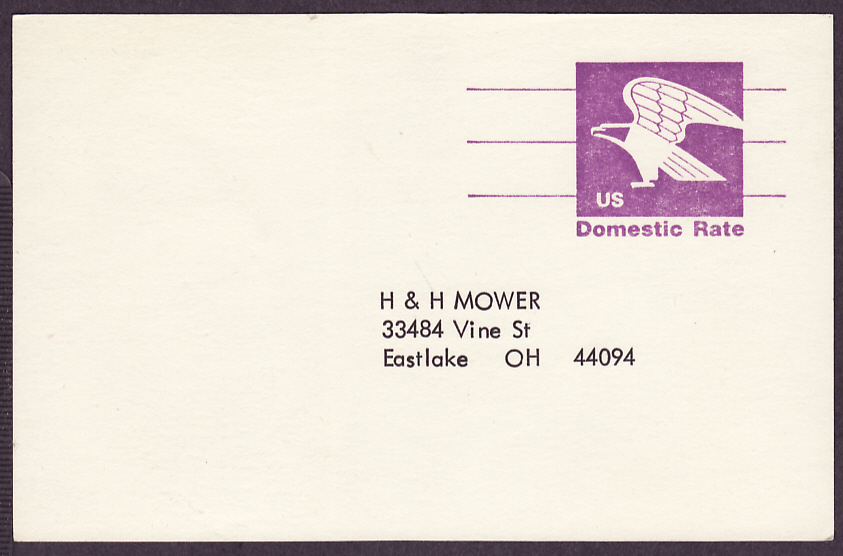 US
Domestic Rate
H & H MOWER
33484 Vine St
Eastlake OH 44094